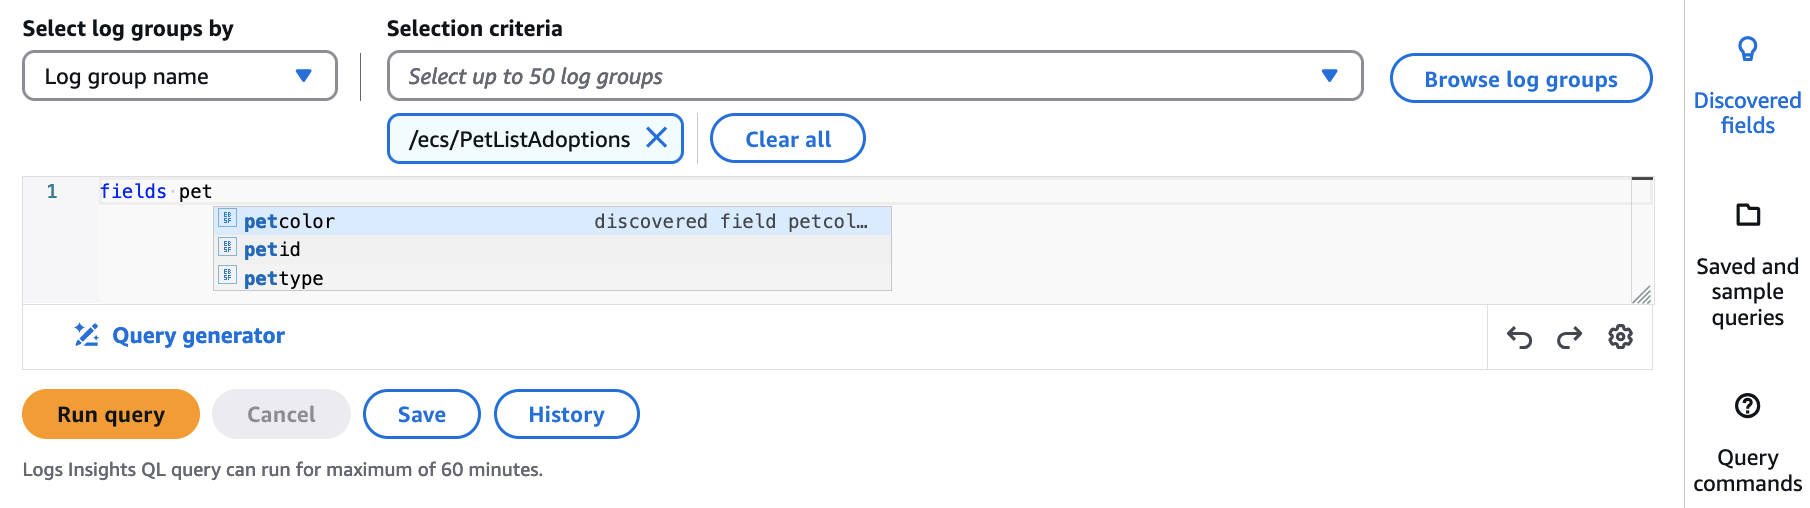 Select log groups by
Selection criteria
Log group name
Select up to 50 log groups
Browse log groups
/ecs/PetListAdoptions
Clear all
1 fields pet
petcolor discovered field petcol…
petid
pettype
Query generator
Run query
Cancel
Save
History
Logs Insights QL query can run for maximum of 60 minutes.
Discovered
fields
Saved and
sample
queries
Query
commands